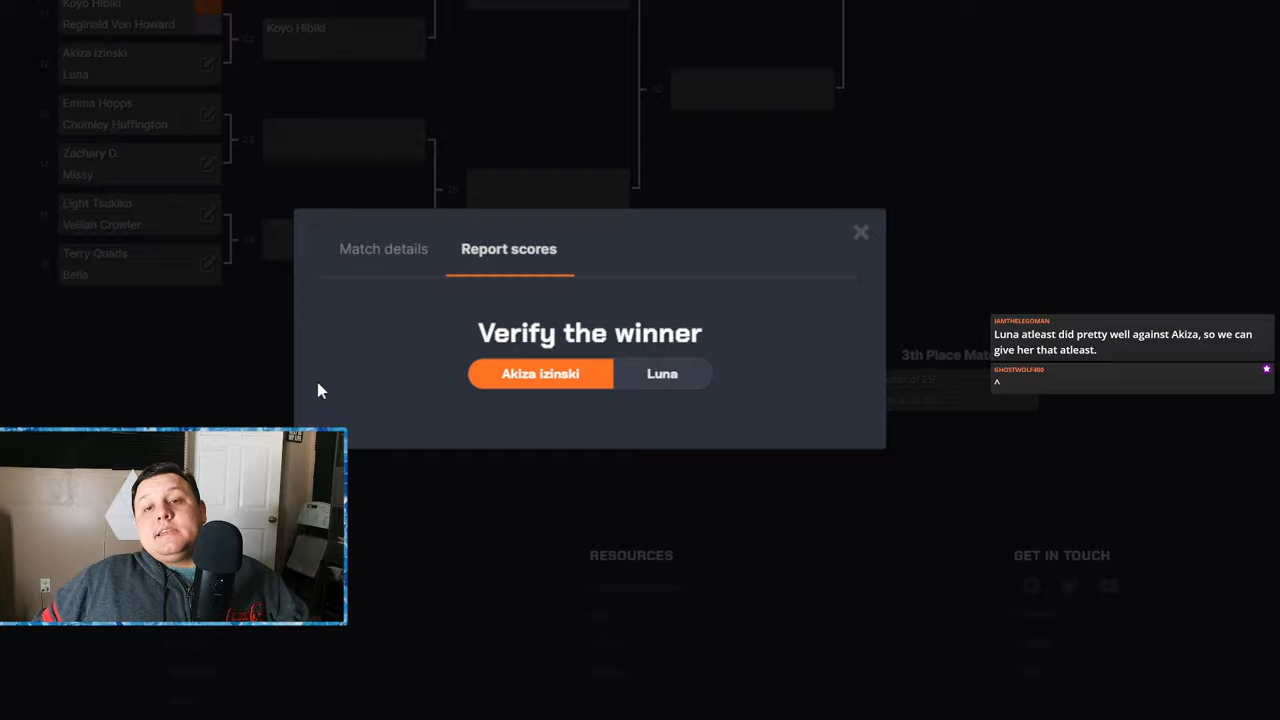 Koyo Hibiki
Reginald Von Howard
Koyo Hibiki
Akiza izinski
Luna
Emma Hopps
Chumley Huffington
Zachary D.
Missy
Light Tsukiko
Vellian Crowler
Terry Quads
Bella
Match details
Report scores
Verify the winner
Akiza izinski
Luna
3th Place Mat
IAMTHELEGOMAN
Luna atleast did pretty well against Akiza, so we can
give her that atleast.
GHOSTWOLF400
^
RESOURCES
GET IN TOUCH